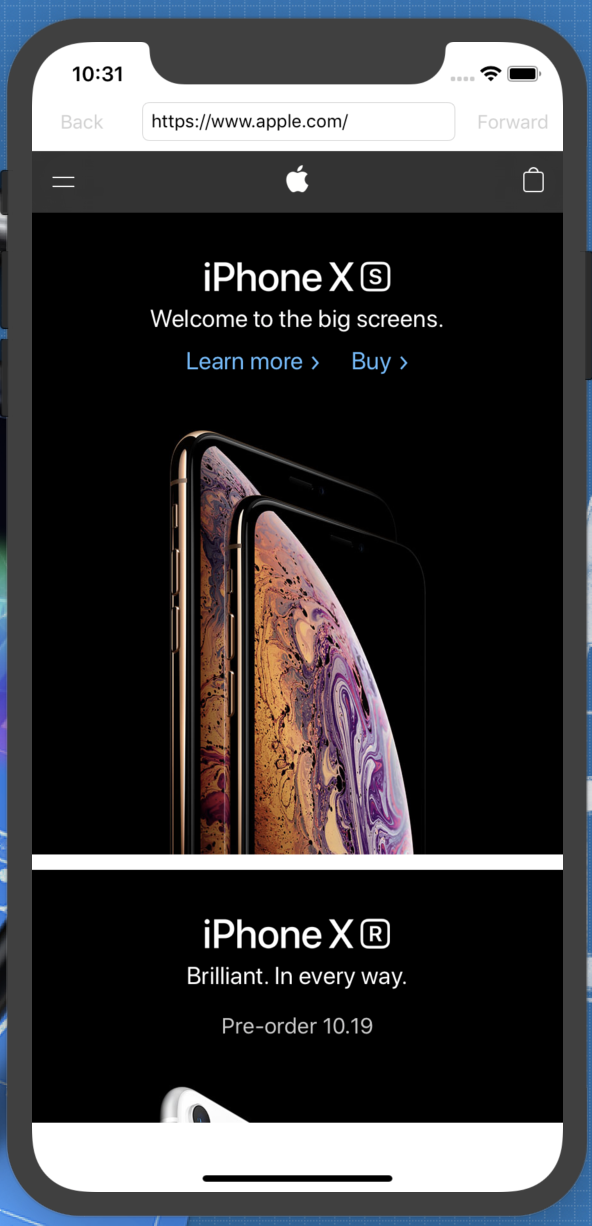 10:31
Back https://www.apple.com/ Forward
iPhone XS
Welcome to the big screens.
Learn more › Buy ›
iPhone XR
Brilliant. In every way.
Pre-order 10.19